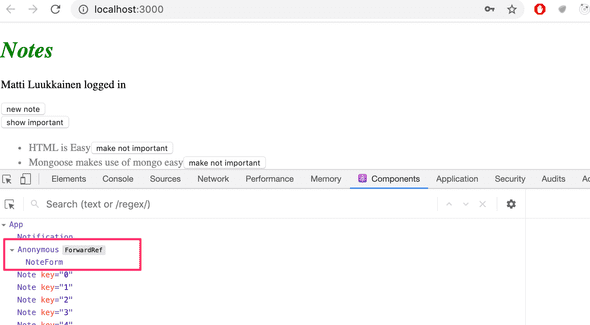 localhost:3000
Notes
Matti Luukkainen logged in
new note
show important
HTML is Easy make not important
Mongoose makes use of mongo easy make not important
Elements Console Sources Network Performance Memory Components Application Security Audits Ac
Search (text or /regex/)
App
Notification
Anonymous ForwardRef
NoteForm
Note key="0"
Note key="1"
Note key="2"
Note key="3"
Note key="4"